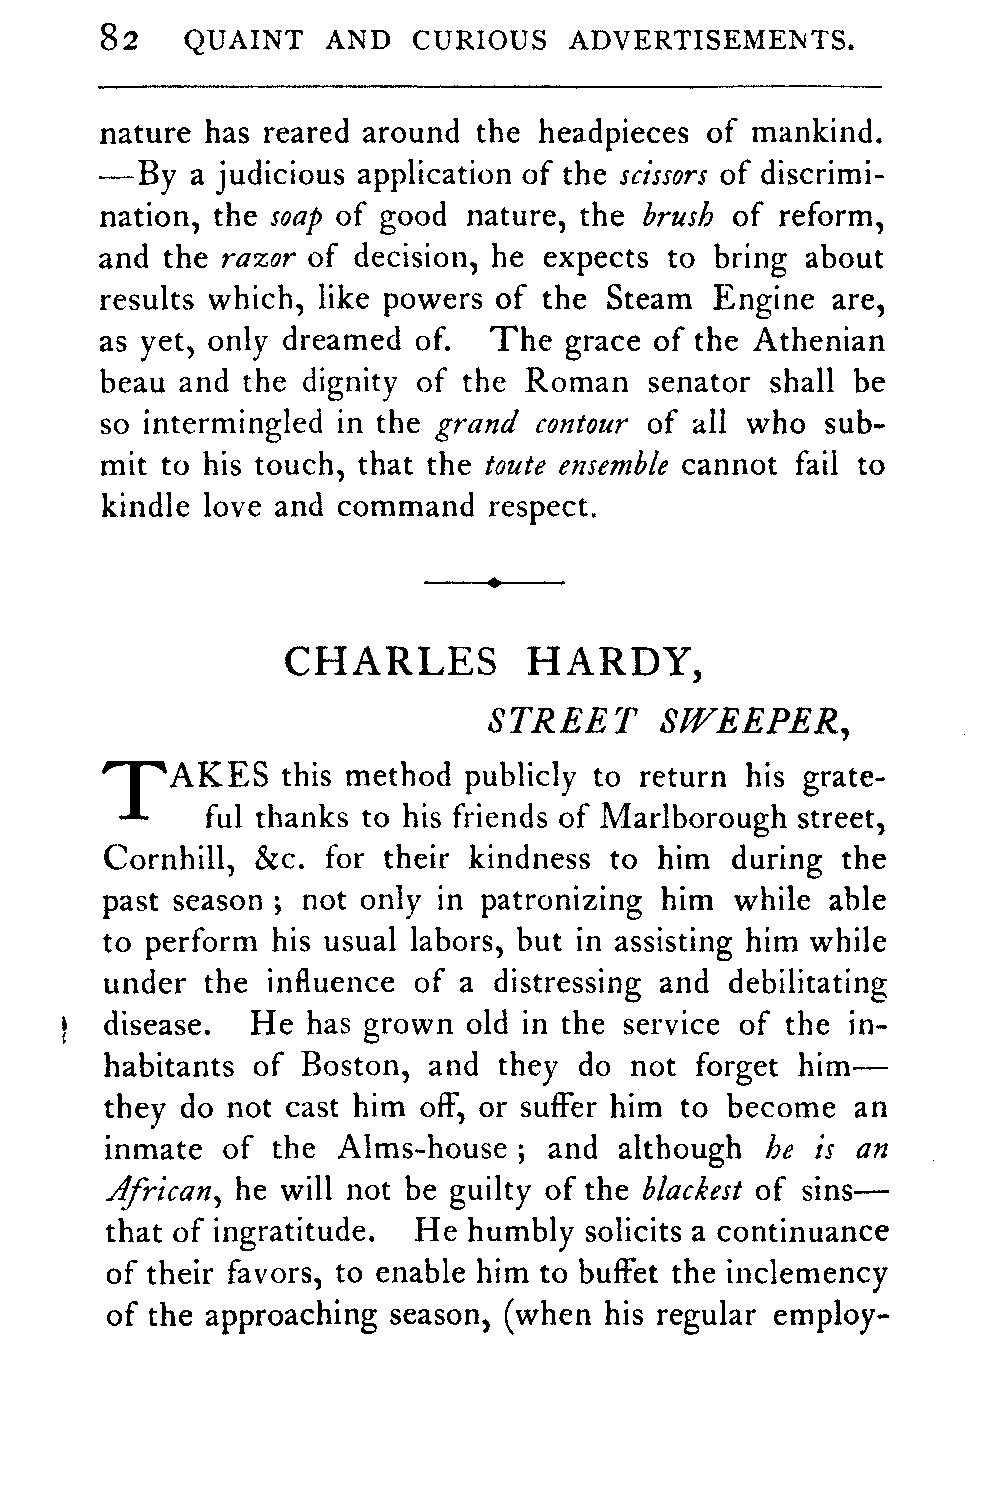 82 QUAINT AND CURIOUS ADVERTISEMENTS.
nature has reared around the headpieces of mankind.
—By a judicious application of the scissors of discrimi-
nation, the soap of good nature, the brush of reform,
and the razor of decision, he expects to bring about
results which, like powers of the Steam Engine are,
as yet, only dreamed of. The grace of the Athenian
beau and the dignity of the Roman senator shall be
so intermingled in the grand contour of all who sub-
mit to his touch, that the toute ensemble cannot fail to
kindle love and command respect.
CHARLES HARDY,
STREET SWEEPER,
TAKES this method publicly to return his grate-
ful thanks to his friends of Marlborough street,
Cornhill, &c. for their kindness to him during the
past season ; not only in patronizing him while able
to perform his usual labors, but in assisting him while
under the influence of a distressing and debilitating
disease. He has grown old in the service of the in-
habitants of Boston, and they do not forget him—
they do not cast him off, or suffer him to become an
inmate of the Alms-house ; and although he is an
African, he will not be guilty of the blackest of sins—
that of ingratitude. He humbly solicits a continuance
of their favors, to enable him to buffet the inclemency
of the approaching season, (when his regular employ-